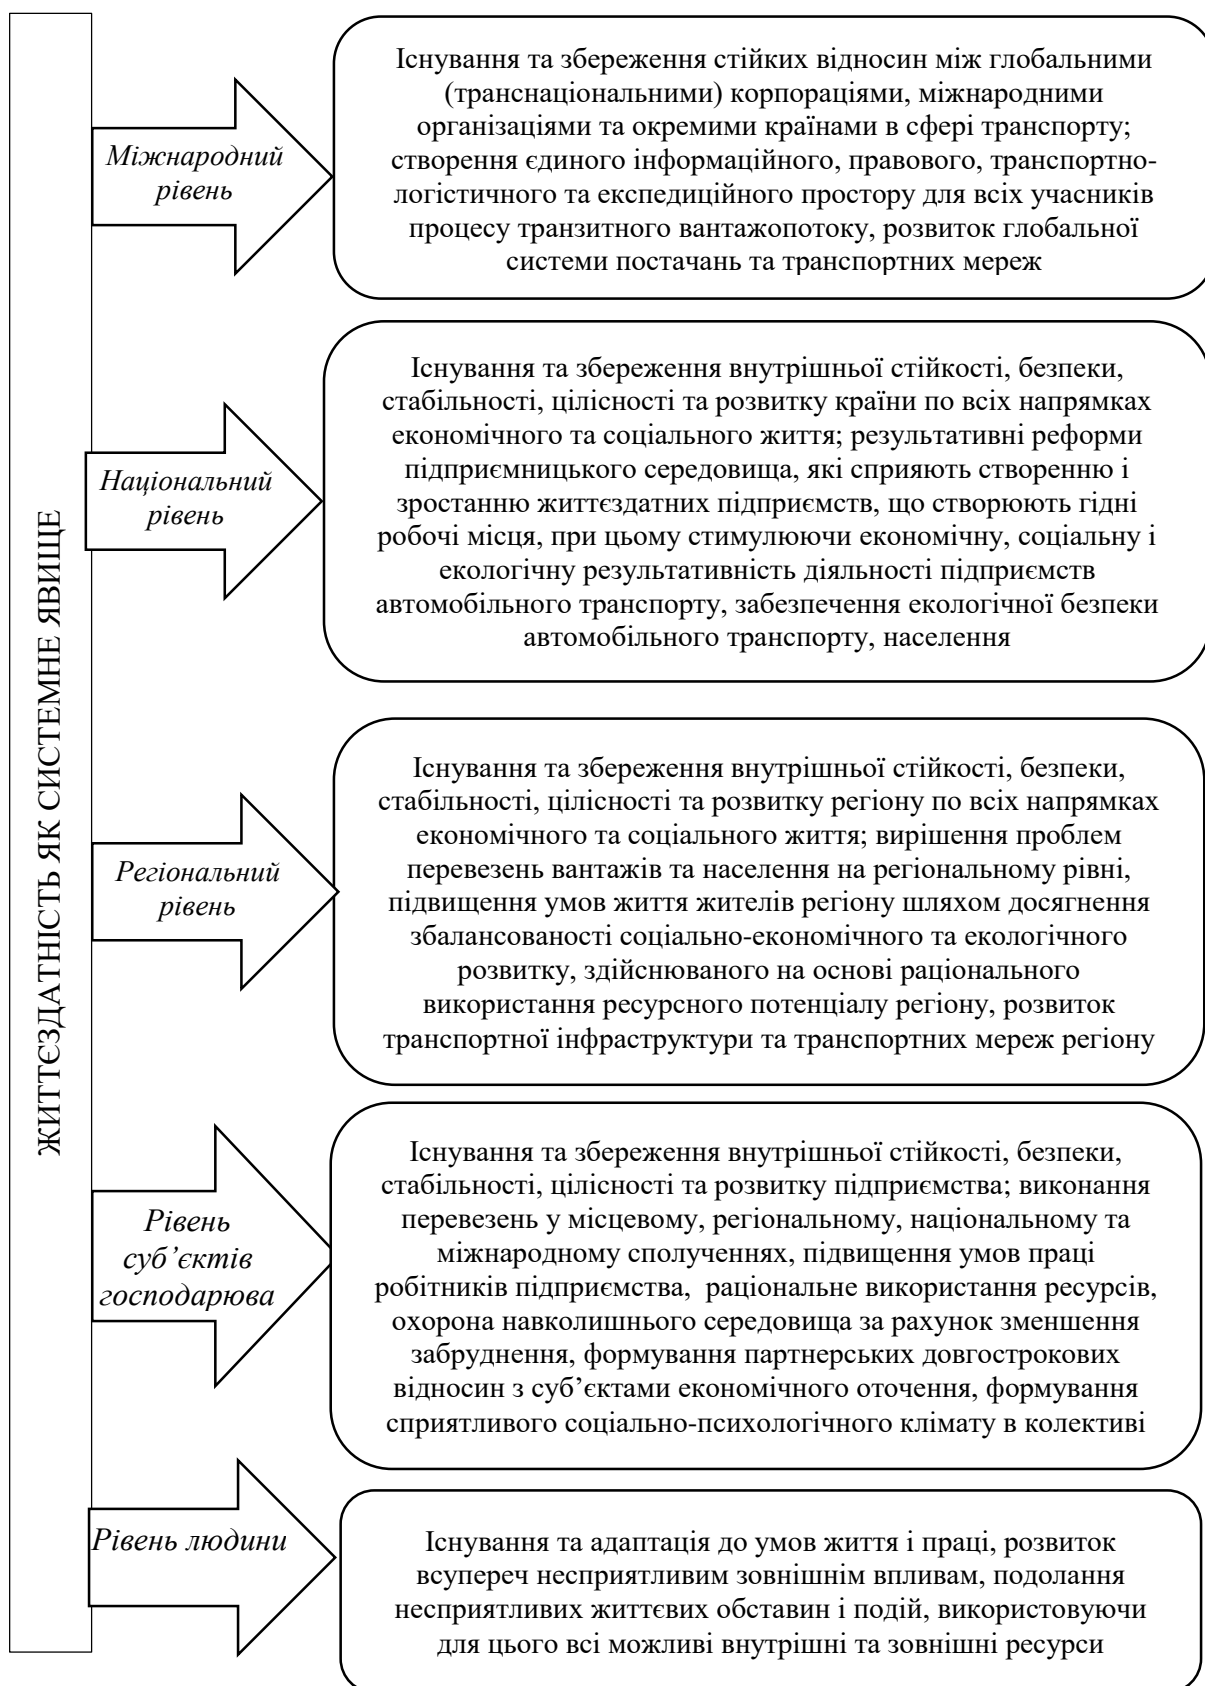 ЖИТТЄЗДАТНІСТЬ ЯК СИСТЕМНЕ ЯВИЩЕ
Міжнародний
рівень
Існування та збереження стійких відносин між глобальними
(транснаціональними) корпораціями, міжнародними
організаціями та окремими країнами в сфері транспорту;
створення єдиного інформаційного, правового, транспортно-
логістичного та експедиційного простору для всіх учасників
процесу транзитного вантажопотоку, розвиток глобальної
системи постачань та транспортних мереж
Національний
рівень
Існування та збереження внутрішньої стійкості, безпеки,
стабільності, цілісності та розвитку країни по всіх напрямках
економічного та соціального життя; результативні реформи
підприємницького середовища, які сприяють створенню і
зростанню життєздатних підприємств, що створюють гідні
робочі місця, при цьому стимулюючи економічну, соціальну і
екологічну результативність діяльності підприємств
автомобільного транспорту, забезпечення екологічної безпеки
автомобільного транспорту, населення
Регіональний
рівень
Існування та збереження внутрішньої стійкості, безпеки,
стабільності, цілісності та розвитку регіону по всіх напрямках
економічного та соціального життя; вирішення проблем
перевезень вантажів та населення на регіональному рівні,
підвищення умов життя жителів регіону шляхом досягнення
збалансованості соціально-економічного та екологічного
розвитку, здійснюваного на основі раціонального
використання ресурсного потенціалу регіону, розвиток
транспортної інфраструктури та транспортних мереж регіону
Рівень
суб’єктів
господарюва
Існування та збереження внутрішньої стійкості, безпеки,
стабільності, цілісності та розвитку підприємства; виконання
перевезень у місцевому, регіональному, національному та
міжнародному сполученнях, підвищення умов праці
робітників підприємства,  раціональне використання ресурсів,
охорона навколишнього середовища за рахунок зменшення
забруднення, формування партнерських довгострокових
відносин з суб’єктами економічного оточення, формування
сприятливого соціально-психологічного клімату в колективі
Рівень людини
Існування та адаптація до умов життя і праці, розвиток
всупереч несприятливим зовнішнім впливам, подолання
несприятливих життєвих обставин і подій, використовуючи
для цього всі можливі внутрішні та зовнішні ресурси